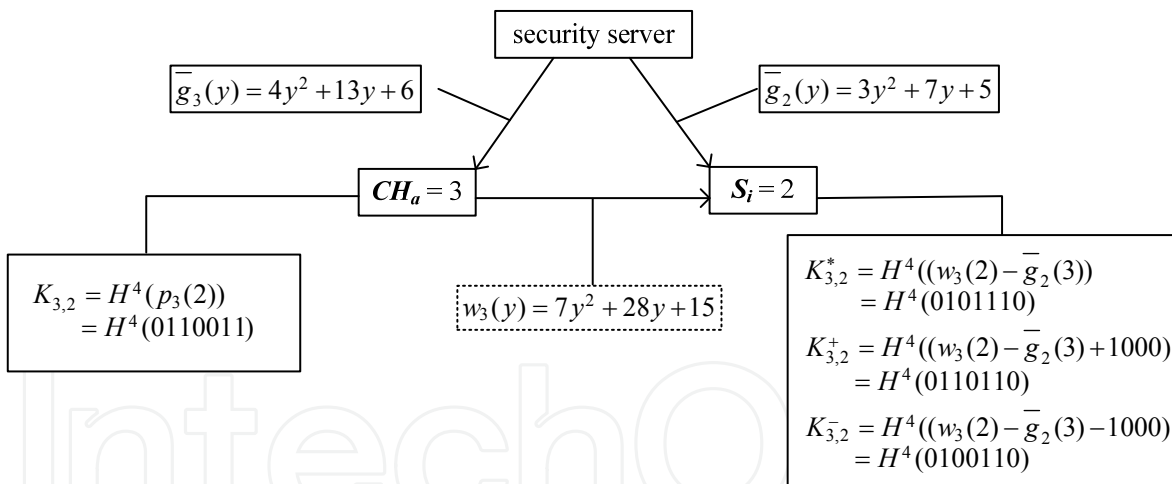 security server
g̅₃(y) = 4y² + 13y + 6
g̅₂(y) = 3y² + 7y + 5
CHₐ = 3
Sᵢ = 2
K₃,₂ = H⁴(p₃(2))
= H⁴(0110011)
w₃(y) = 7y² + 28y + 15
K*₃,₂ = H⁴((w₃(2) − g̅₂(3))
= H⁴(0101110)
K⁺₃,₂ = H⁴((w₃(2) − g̅₂(3) + 1000)
= H⁴(0110110)
K⁻₃,₂ = H⁴((w₃(2) − g̅₂(3) − 1000)
= H⁴(0100110)
IntechO